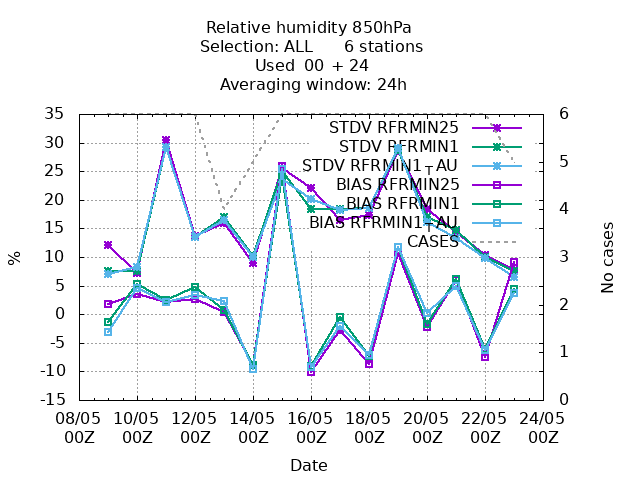 Relative humidity 850hPa
Selection: ALL 6 stations
Used 00 + 24
Averaging window: 24h
35
30
25
20
15
10
5
0
-5
-10
-15
%
6
5
4
3
2
1
0
No cases
STDV RFRMIN25
STDV RFRMIN1
STDV RFRMIN1_TAU
BIAS RFRMIN25
BIAS RFRMIN1
BIAS RFRMIN1_TAU
CASES
08/05 10/05 12/05 14/05 16/05 18/05 20/05 22/05 24/05
00Z 00Z 00Z 00Z 00Z 00Z 00Z 00Z 00Z
Date